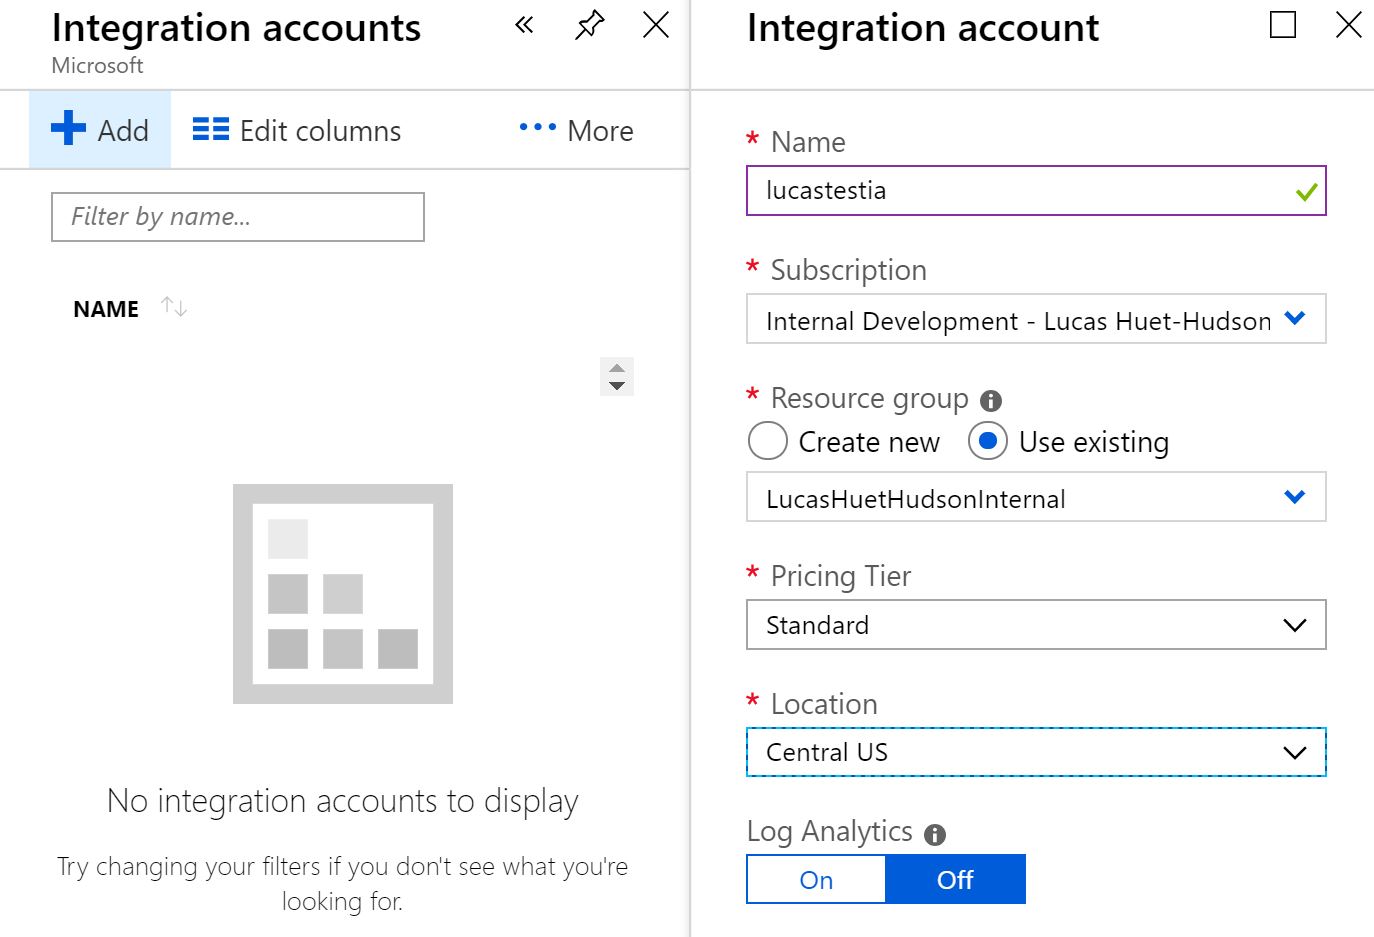 Integration accounts
Microsoft
Add
Edit columns
More
Filter by name...
NAME
No integration accounts to display
Try changing your filters if you don't see what you're
looking for.
Integration account
* Name
lucastestia
* Subscription
Internal Development - Lucas Huet-Hudson
* Resource group
Create new
Use existing
LucasHuetHudsonInternal
* Pricing Tier
Standard
* Location
Central US
Log Analytics
On
Off